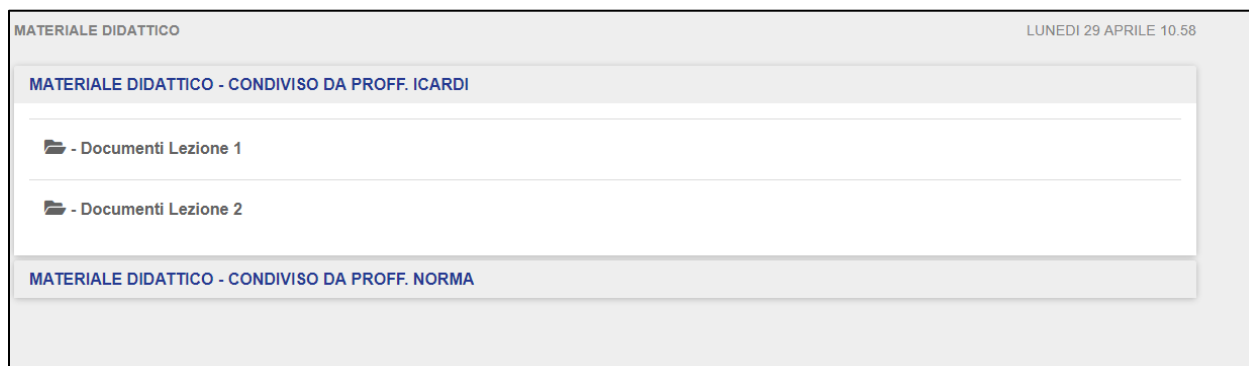 MATERIALE DIDATTICO
LUNEDI 29 APRILE 10.58
MATERIALE DIDATTICO - CONDIVISO DA PROFF. ICARDI
- Documenti Lezione 1
- Documenti Lezione 2
MATERIALE DIDATTICO - CONDIVISO DA PROFF. NORMA